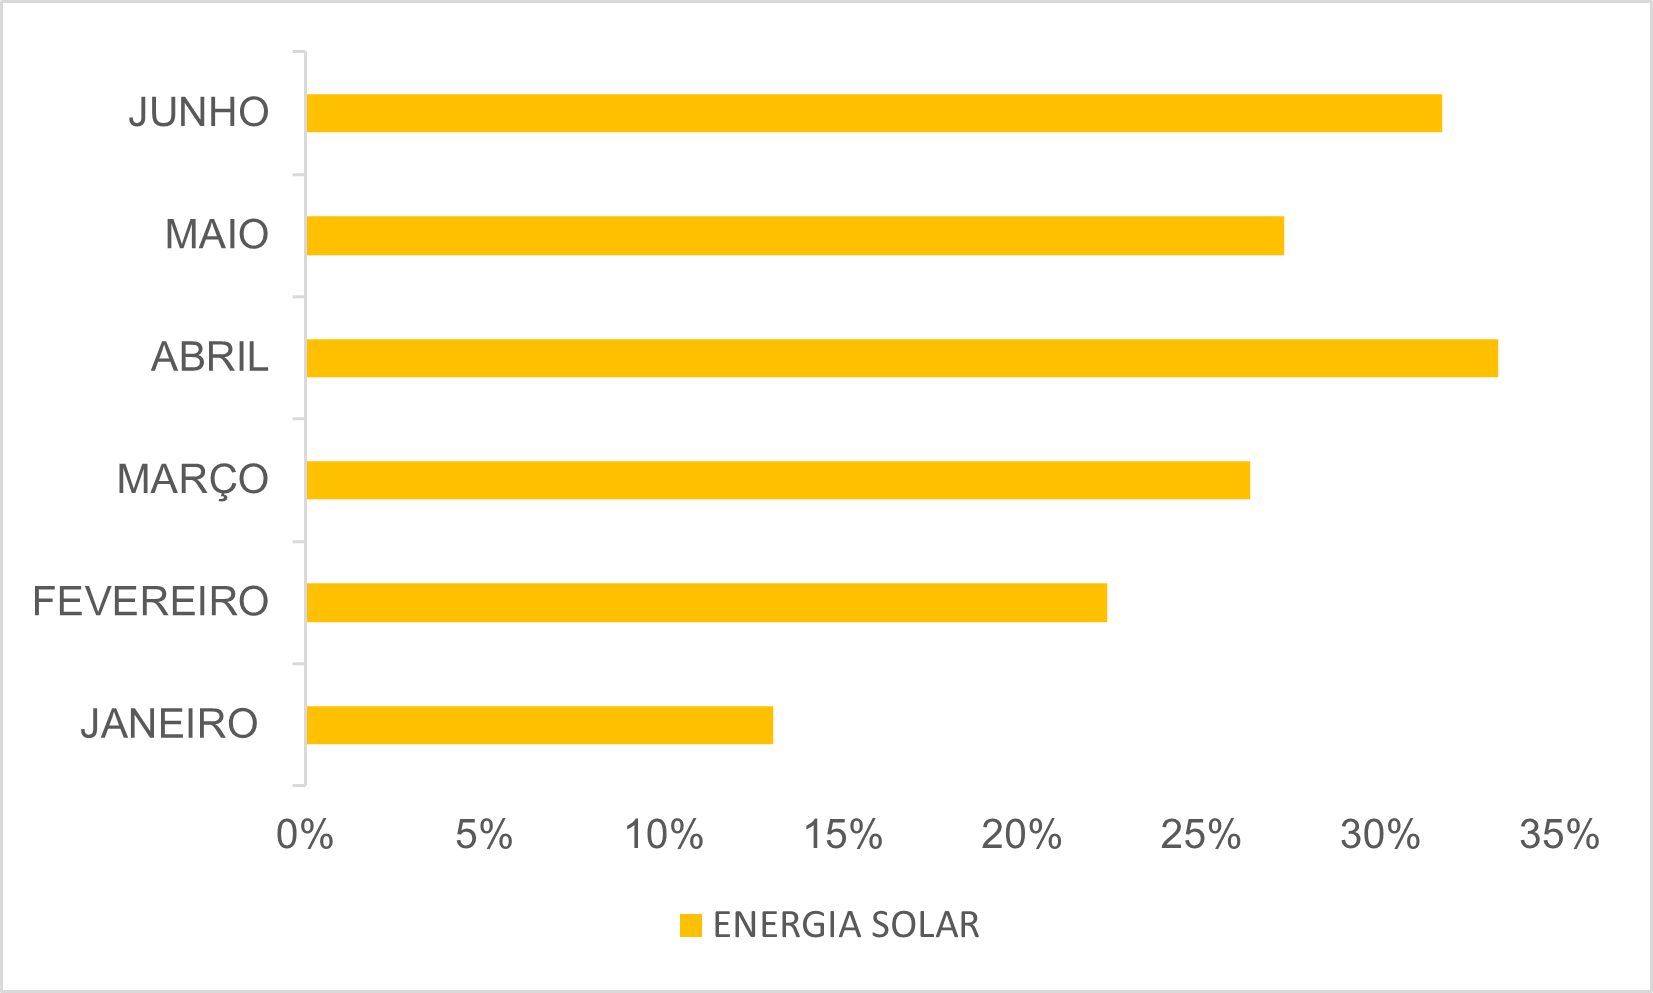 JUNHO
MAIO
ABRIL
MARÇO
FEVEREIRO
JANEIRO
0% 5% 10% 15% 20% 25% 30% 35%
ENERGIA SOLAR